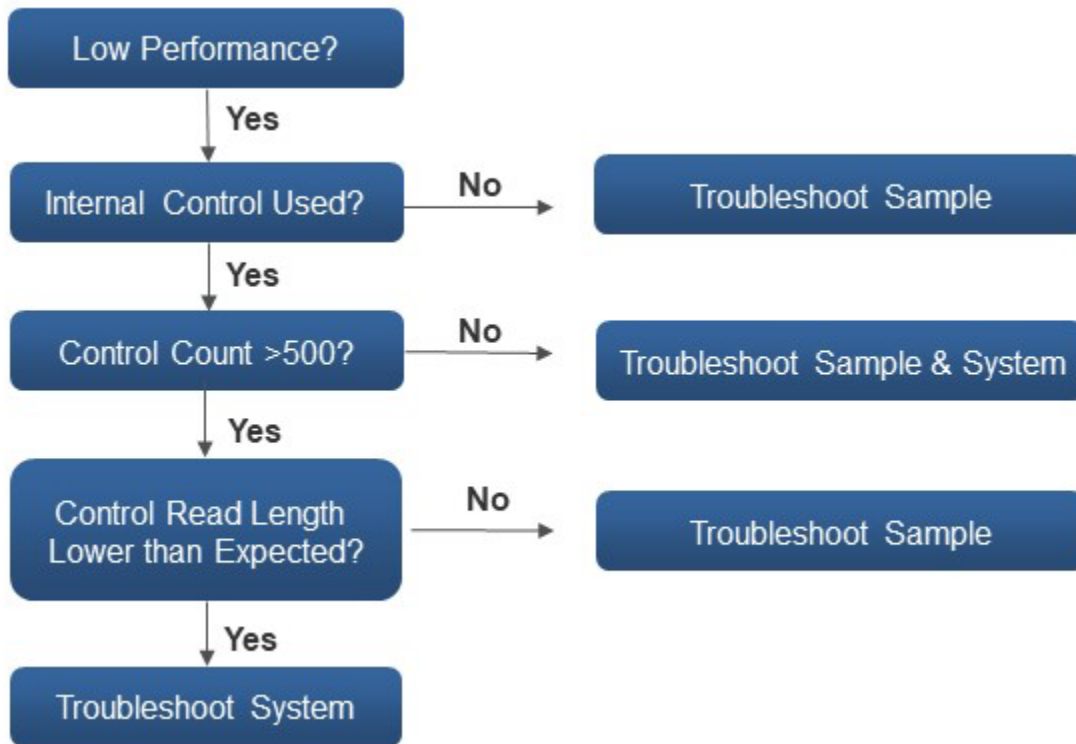 Low Performance?
Yes
Internal Control Used?
No
Troubleshoot Sample
Yes
Control Count >500?
No
Troubleshoot Sample & System
Yes
Control Read Length
Lower than Expected?
No
Troubleshoot Sample
Yes
Troubleshoot System